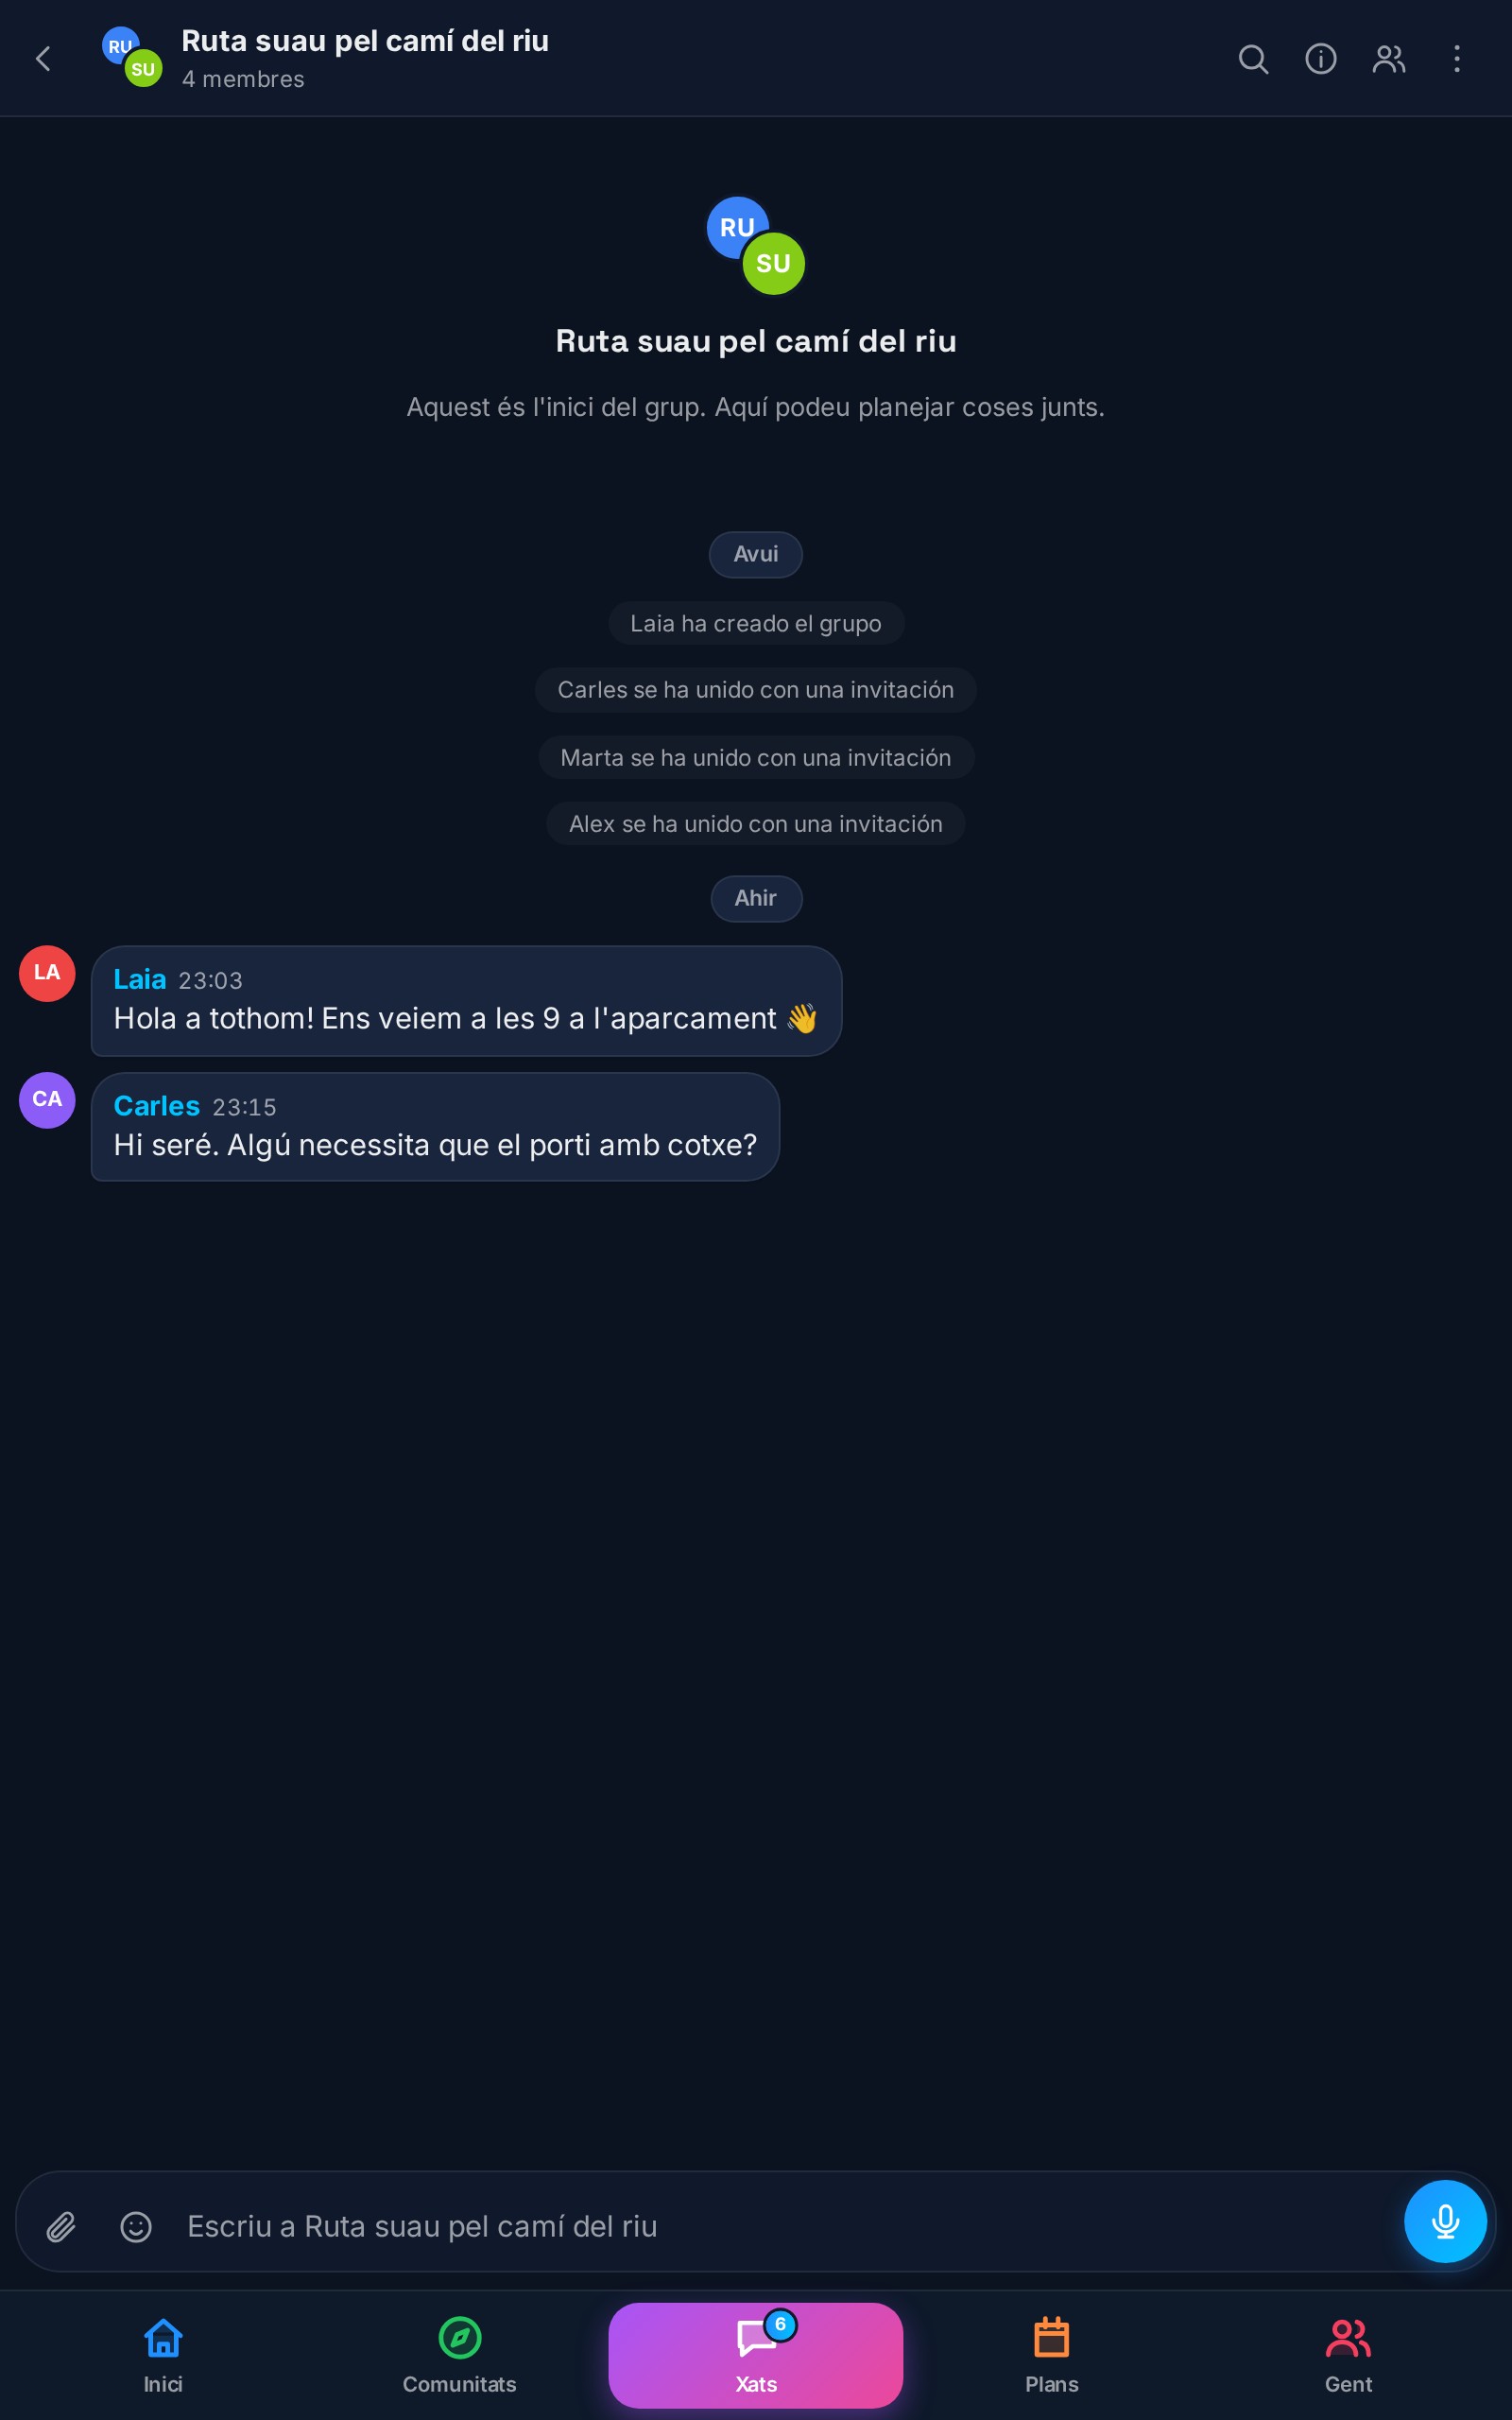 RU
SU
Ruta suau pel camí del riu
4 membres
RU
SU
Ruta suau pel camí del riu
Aquest és l'inici del grup. Aquí podeu planejar coses junts.
Avui
Laia ha creado el grupo
Carles se ha unido con una invitación
Marta se ha unido con una invitación
Alex se ha unido con una invitación
Ahir
LA
Laia 23:03
Hola a tothom! Ens veiem a les 9 a l'aparcament 👋
CA
Carles 23:15
Hi seré. Algú necessita que el porti amb cotxe?
Escriu a Ruta suau pel camí del riu
6
Inici
Comunitats
Xats
Plans
Gent